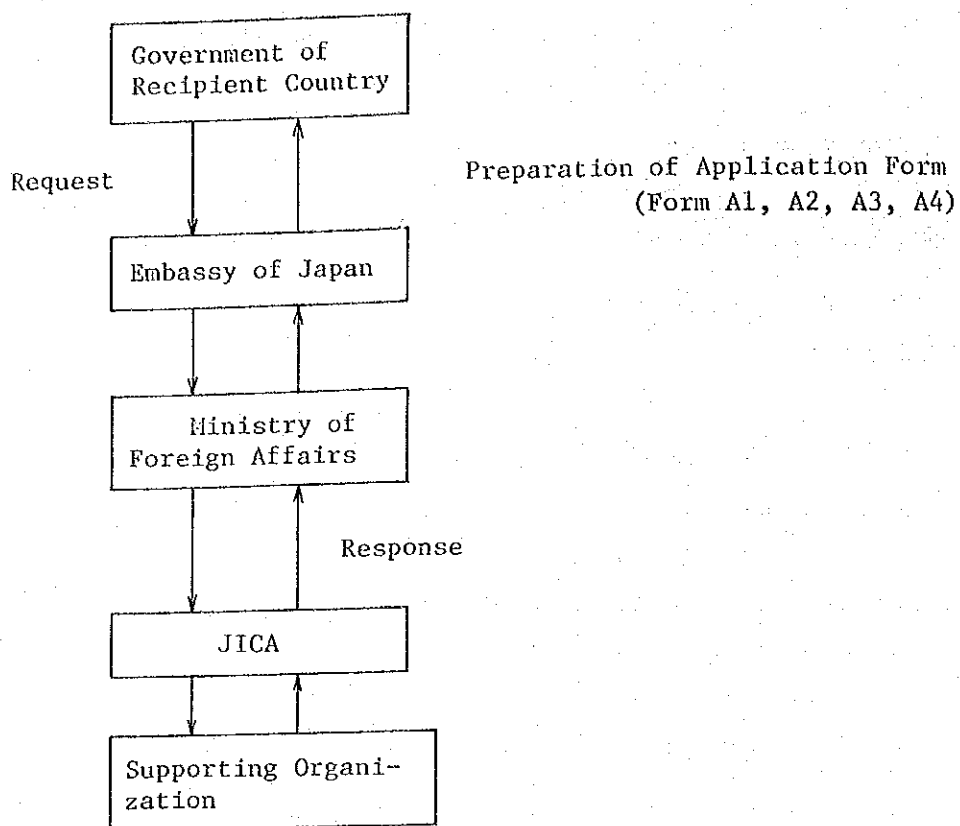 Government of
Recipient Country
Request
Preparation of Application Form
(Form A1, A2, A3, A4)
Embassy of Japan
Ministry of
Foreign Affairs
Response
JICA
Supporting Organi-
zation